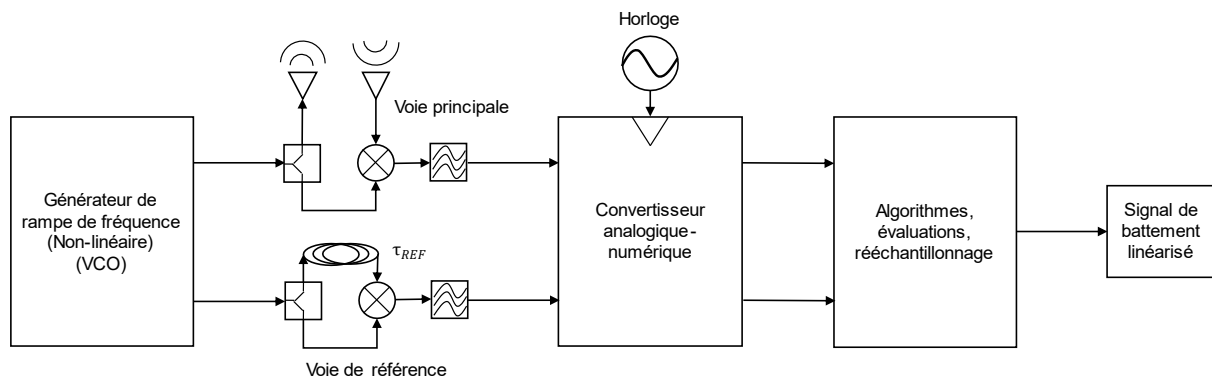 Horloge
Voie principale
Générateur de
rampe de fréquence
(Non-linéaire)
(VCO)
Convertisseur
analogique-
numérique
Algorithmes,
évaluations,
rééchantillonnage
Signal de
battement
linéarisé
τREF
Voie de référence